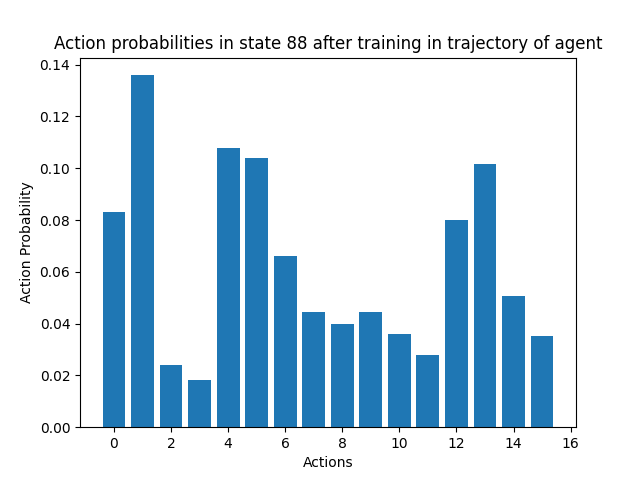 Action probabilities in state 88 after training in trajectory of agent
0.14
0.12
0.10
0.08
0.06
0.04
0.02
0.00
Action Probability
0 2 4 6 8 10 12 14 16
Actions